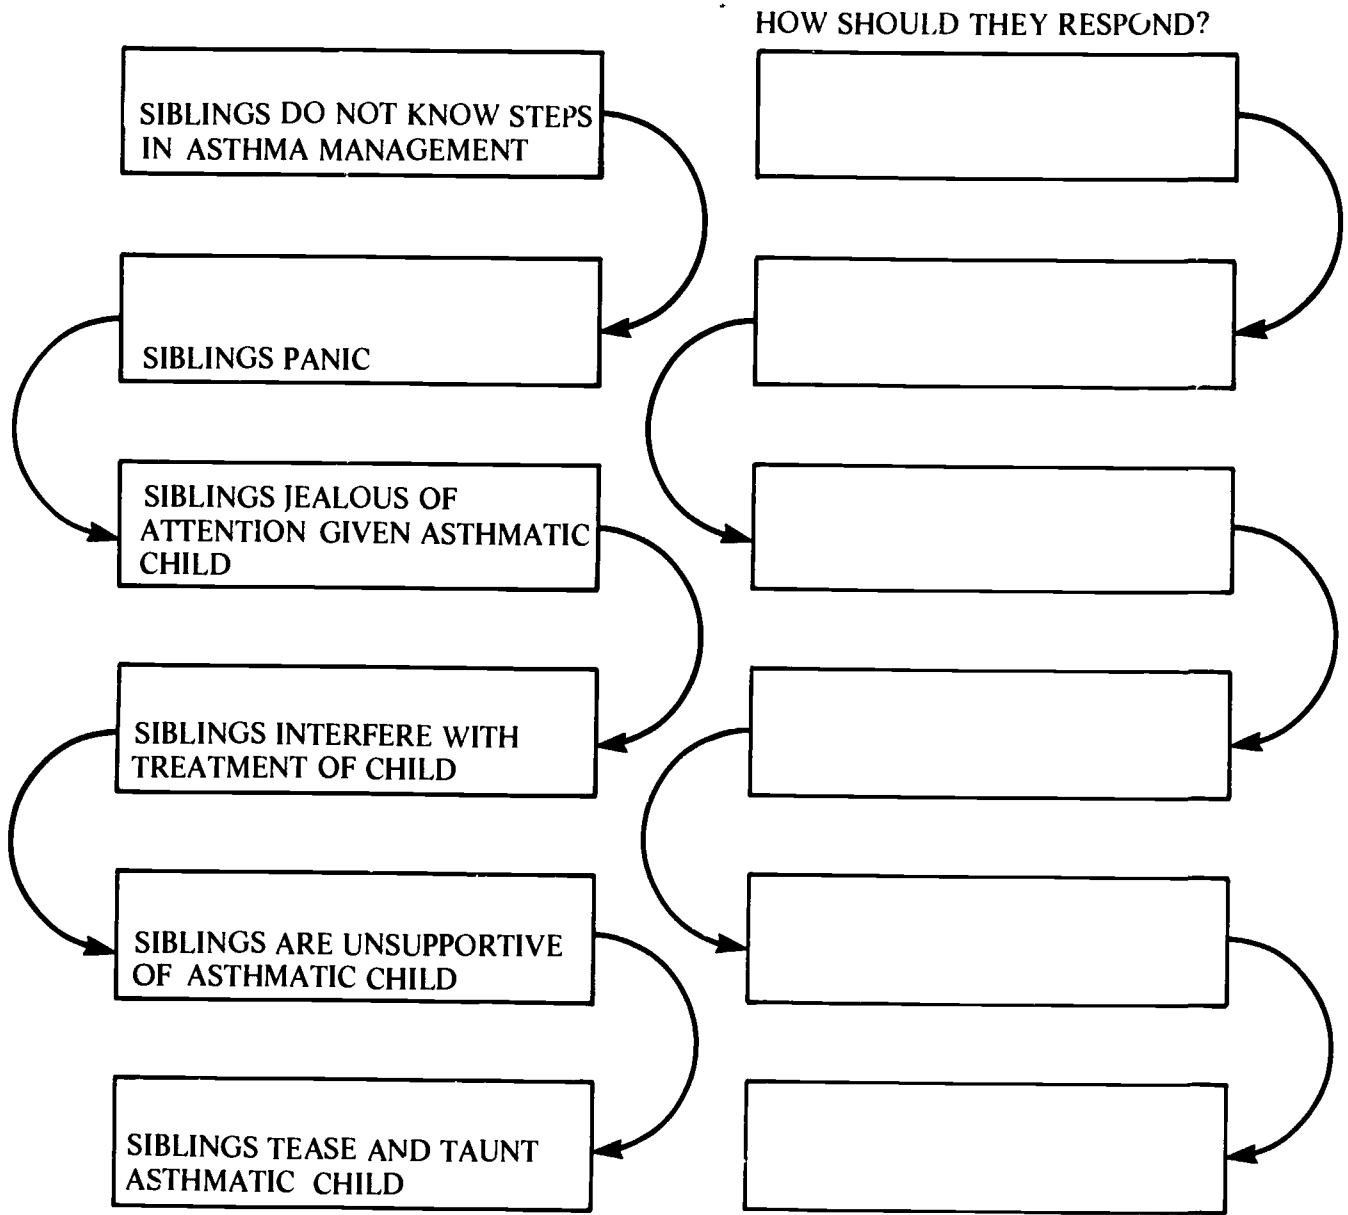 HOW SHOULD THEY RESPOND?
SIBLINGS DO NOT KNOW STEPS
IN ASTHMA MANAGEMENT
SIBLINGS PANIC
SIBLINGS JEALOUS OF
ATTENTION GIVEN ASTHMATIC
CHILD
SIBLINGS INTERFERE WITH
TREATMENT OF CHILD
SIBLINGS ARE UNSUPPORTIVE
OF ASTHMATIC CHILD
SIBLINGS TEASE AND TAUNT
ASTHMATIC CHILD